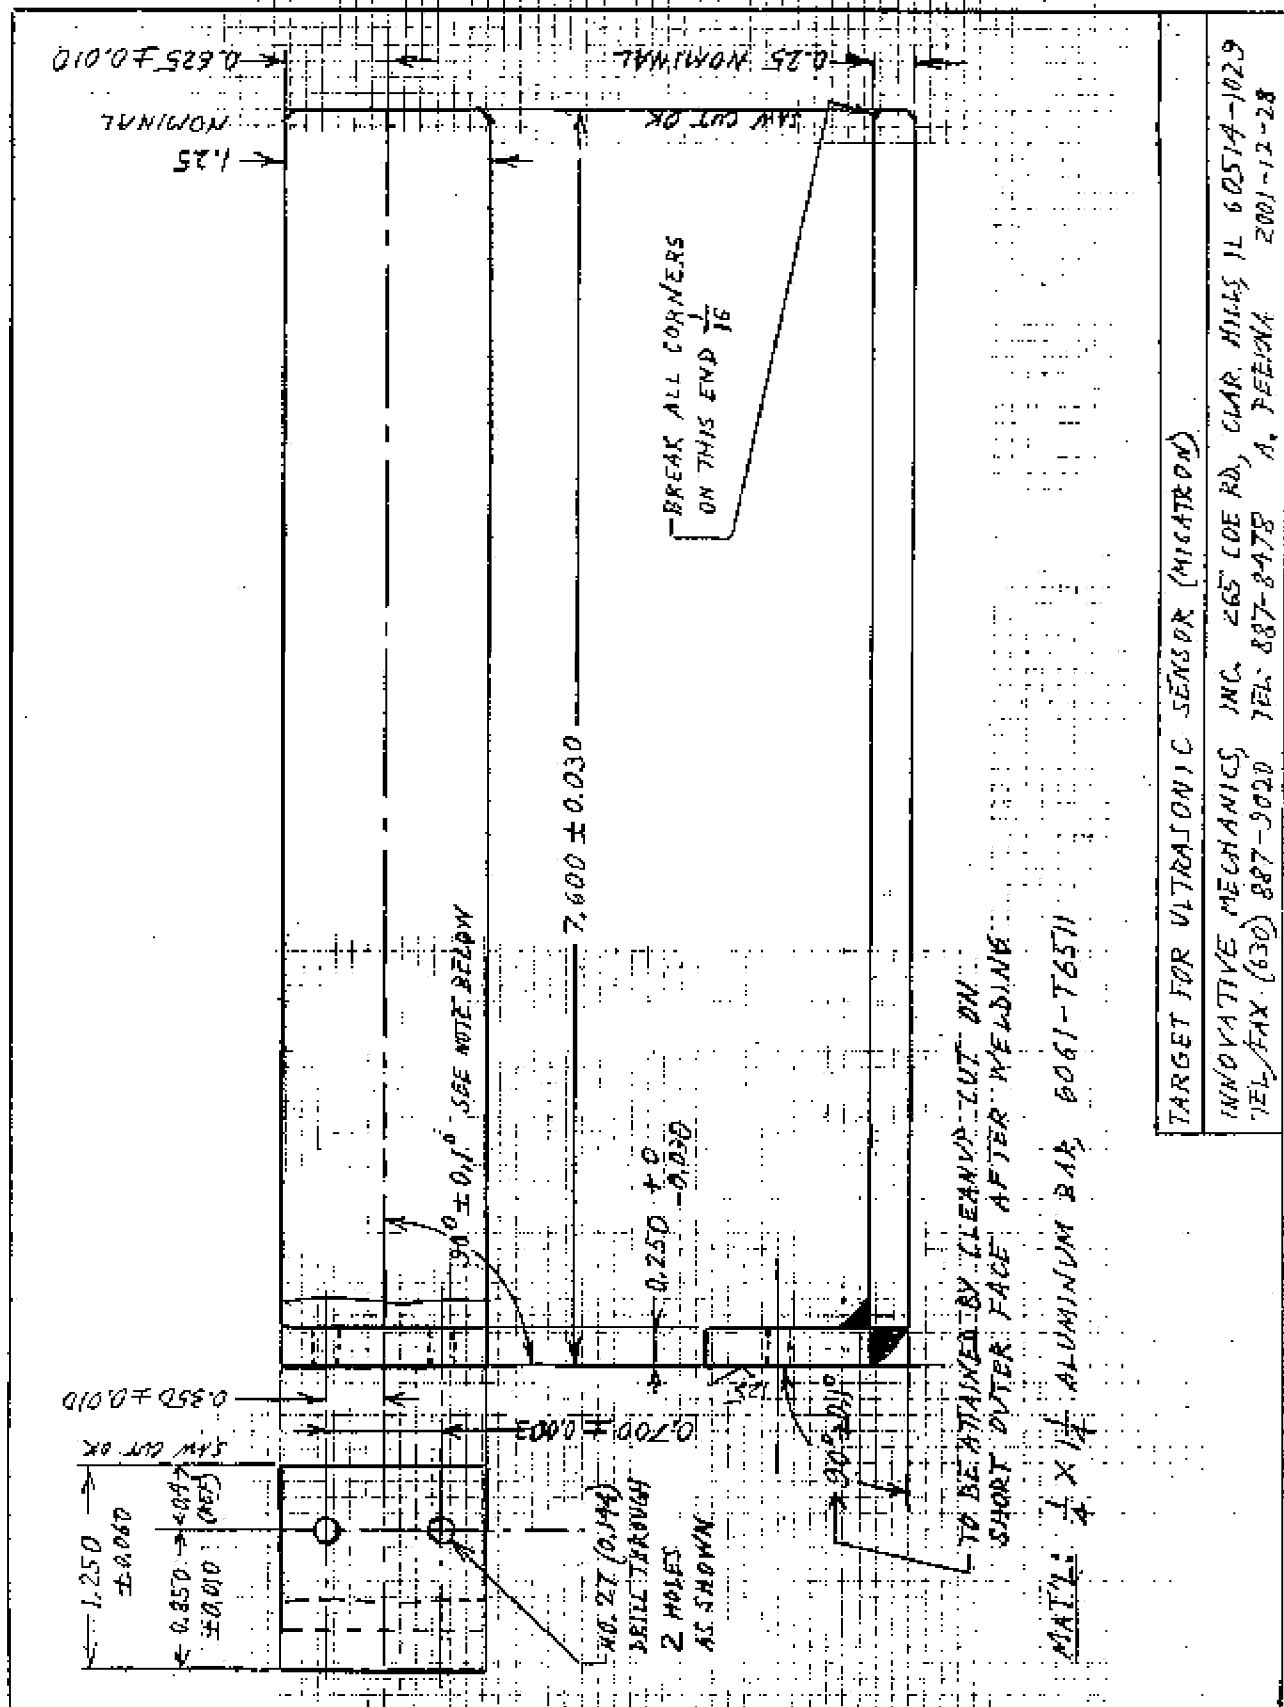 1.250
±0.060
0.850
±0.010
0.4
(REF)
SAW CUT OK
0.350 ± 0.010
0.700 ± 0.003
NO. 27 (0.144)
DRILL THROUGH
2 HOLES
AS SHOWN
90° ± 0.1° SEE NOTE BELOW
7.600 ± 0.030
0.250 +0
-0.030
125
90° ± 0.1°
1.25
NOMINAL
0.625 ± 0.010
SAW CUT OK
0.25 NOMINAL
BREAK ALL CORNERS
ON THIS END 1/16
TO BE ATTAINED BY CLEANUP CUT ON
SHORT OUTER FACE AFTER WELDING
MAT'L: 1/4 X 1 1/4 ALUMINUM BAR, 6061-T6511
TARGET FOR ULTRASONIC SENSOR (MIGATRON)
INNOVATIVE MECHANICS, INC. 265 COE RD, CLAR. HILLS, IL 60514-1029
TEL/FAX (630) 887-9020 TEL- 887-8478 A. 2001-12-28